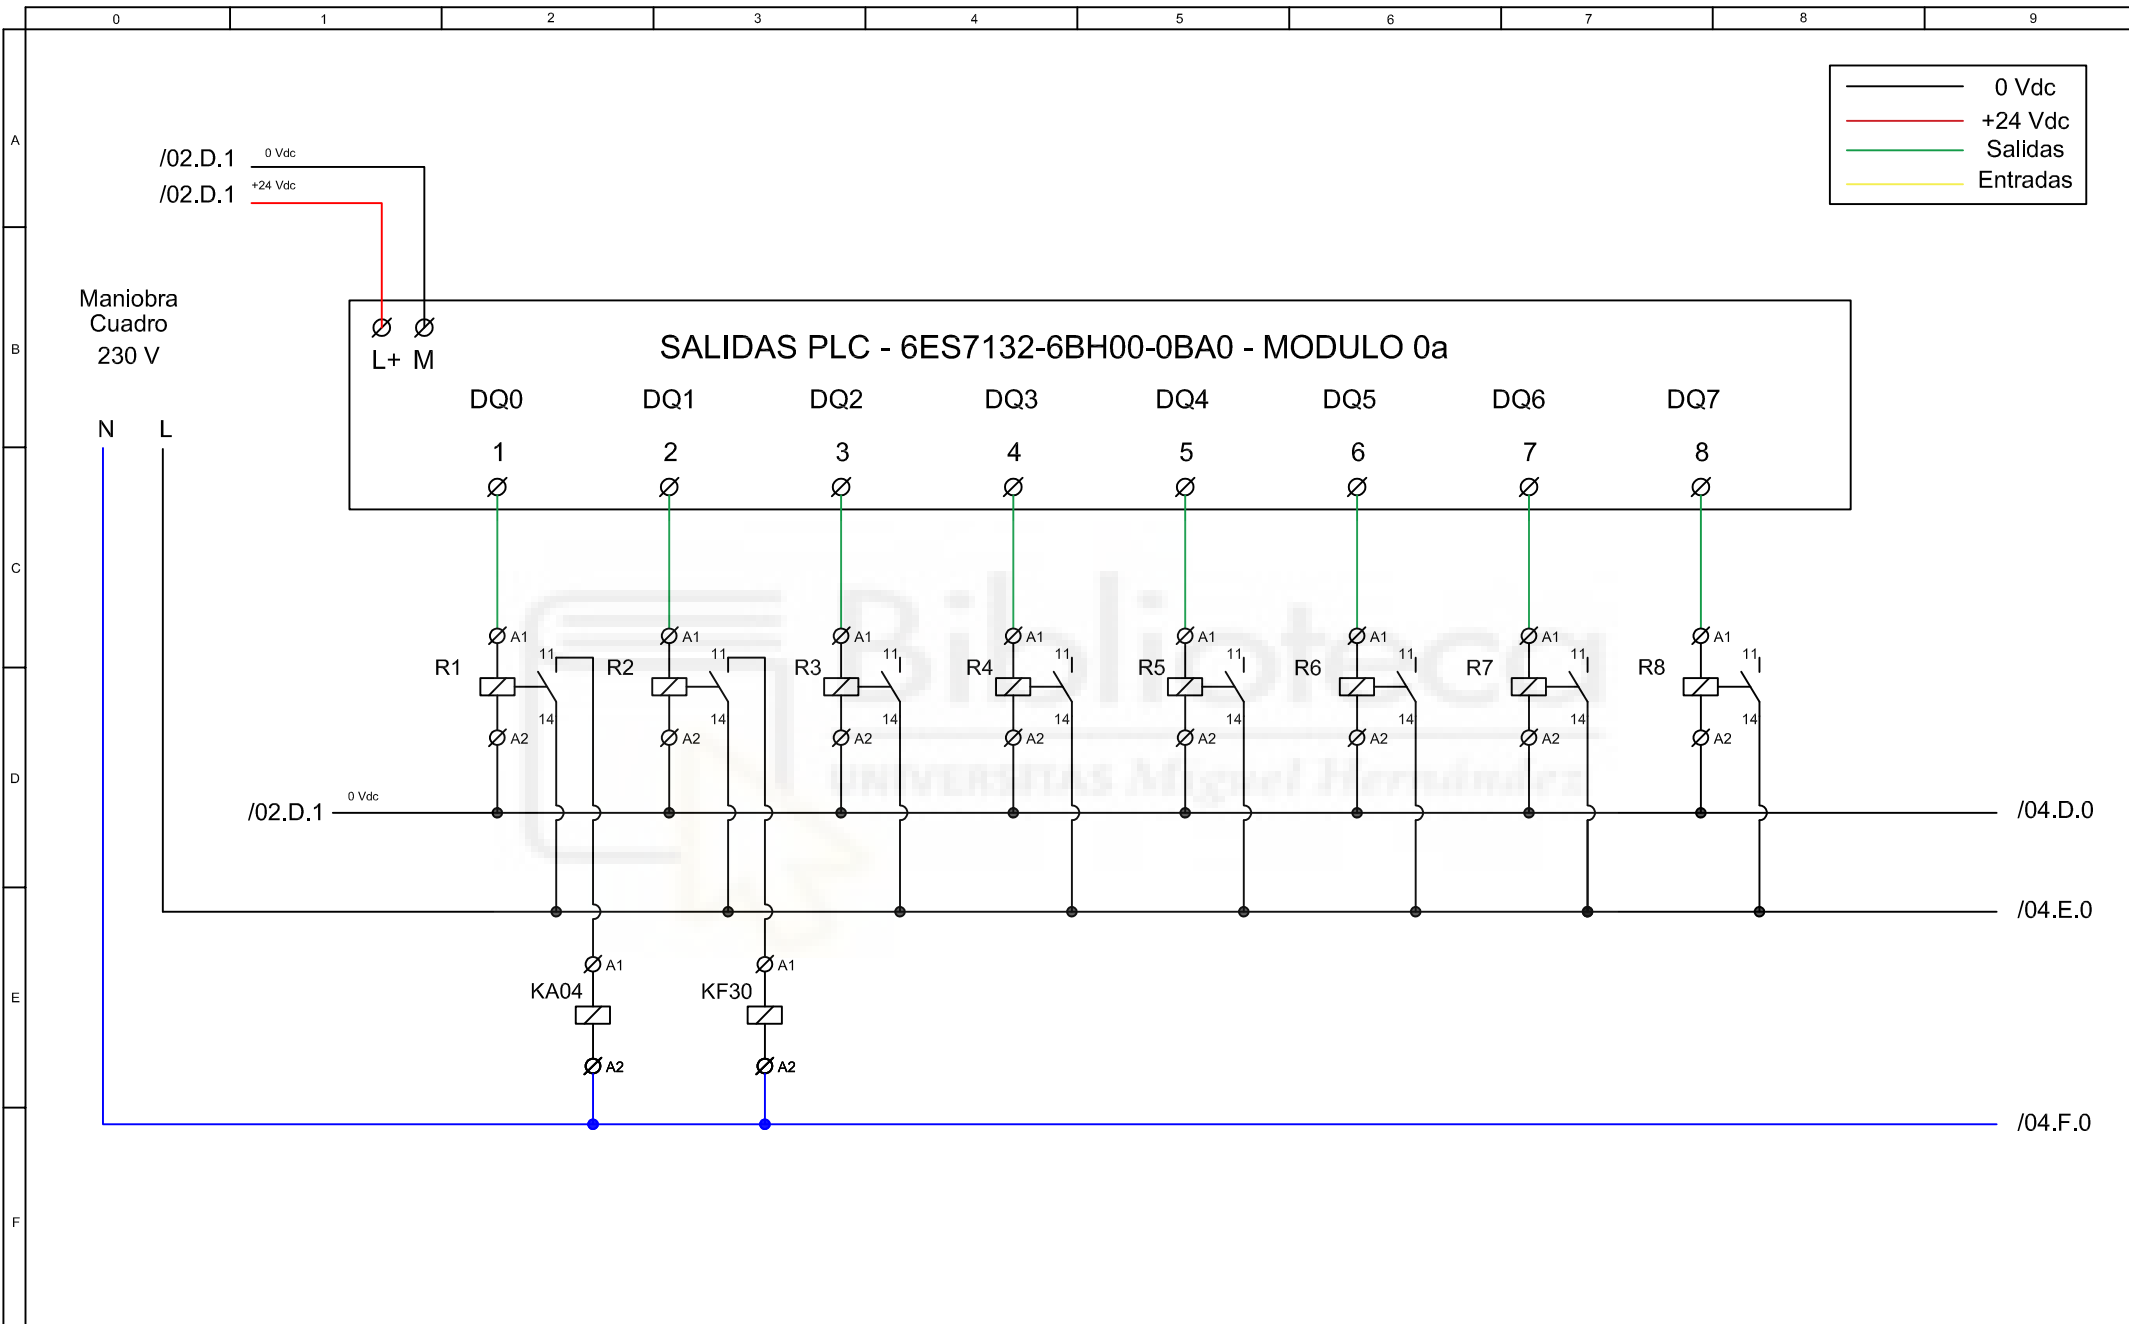 0 1 2 3 4 5 6 7 8 9
A
B
C
D
E
F
0 Vdc
+24 Vdc
Salidas
Entradas
/02.D.1 0 Vdc
/02.D.1 +24 Vdc
Maniobra
Cuadro
230 V
N L
L+ M
SALIDAS PLC - 6ES7132-6BH00-0BA0 - MODULO 0a
DQ0 DQ1 DQ2 DQ3 DQ4 DQ5 DQ6 DQ7
1 2 3 4 5 6 7 8
Biblioteca
UNIVERSITAS Miguel Hernández
A1 A1 A1 A1 A1 A1 A1 A1
R1 11 R2 11 R3 11 R4 11 R5 11 R6 11 R7 11 R8 11
14 14 14 14 14 14 14 14
A2 A2 A2 A2 A2 A2 A2 A2
/02.D.1 0 Vdc /04.D.0
/04.E.0
A1 A1
KA04 KF30
A2 A2
/04.F.0